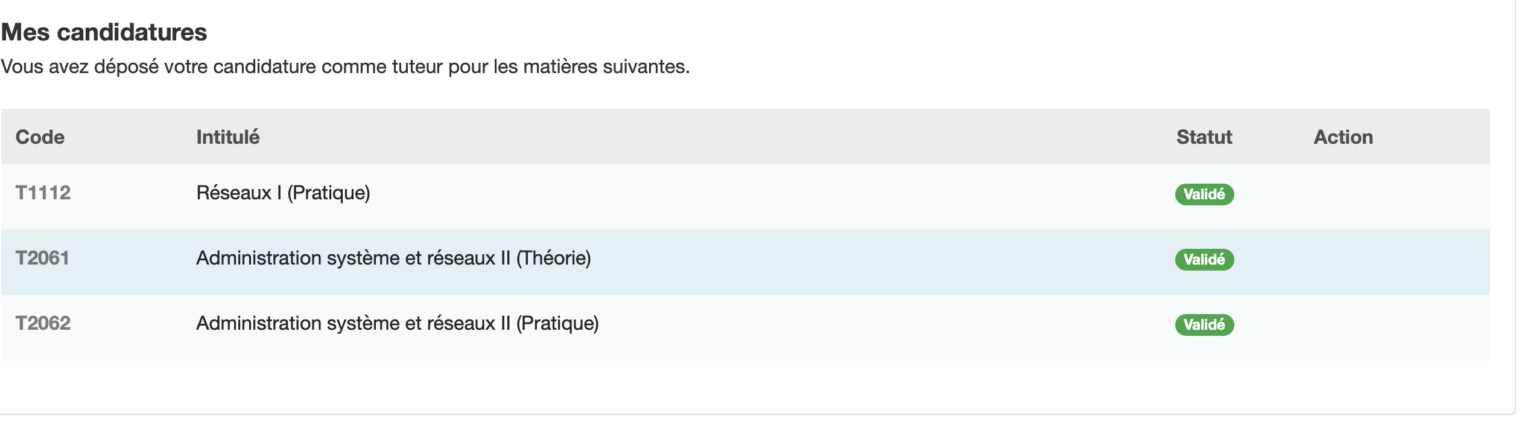 Mes candidatures
Vous avez déposé votre candidature comme tuteur pour les matières suivantes.
Code Intitulé Statut Action
T1112 Réseaux I (Pratique) Validé
T2061 Administration système et réseaux II (Théorie) Validé
T2062 Administration système et réseaux II (Pratique) Validé